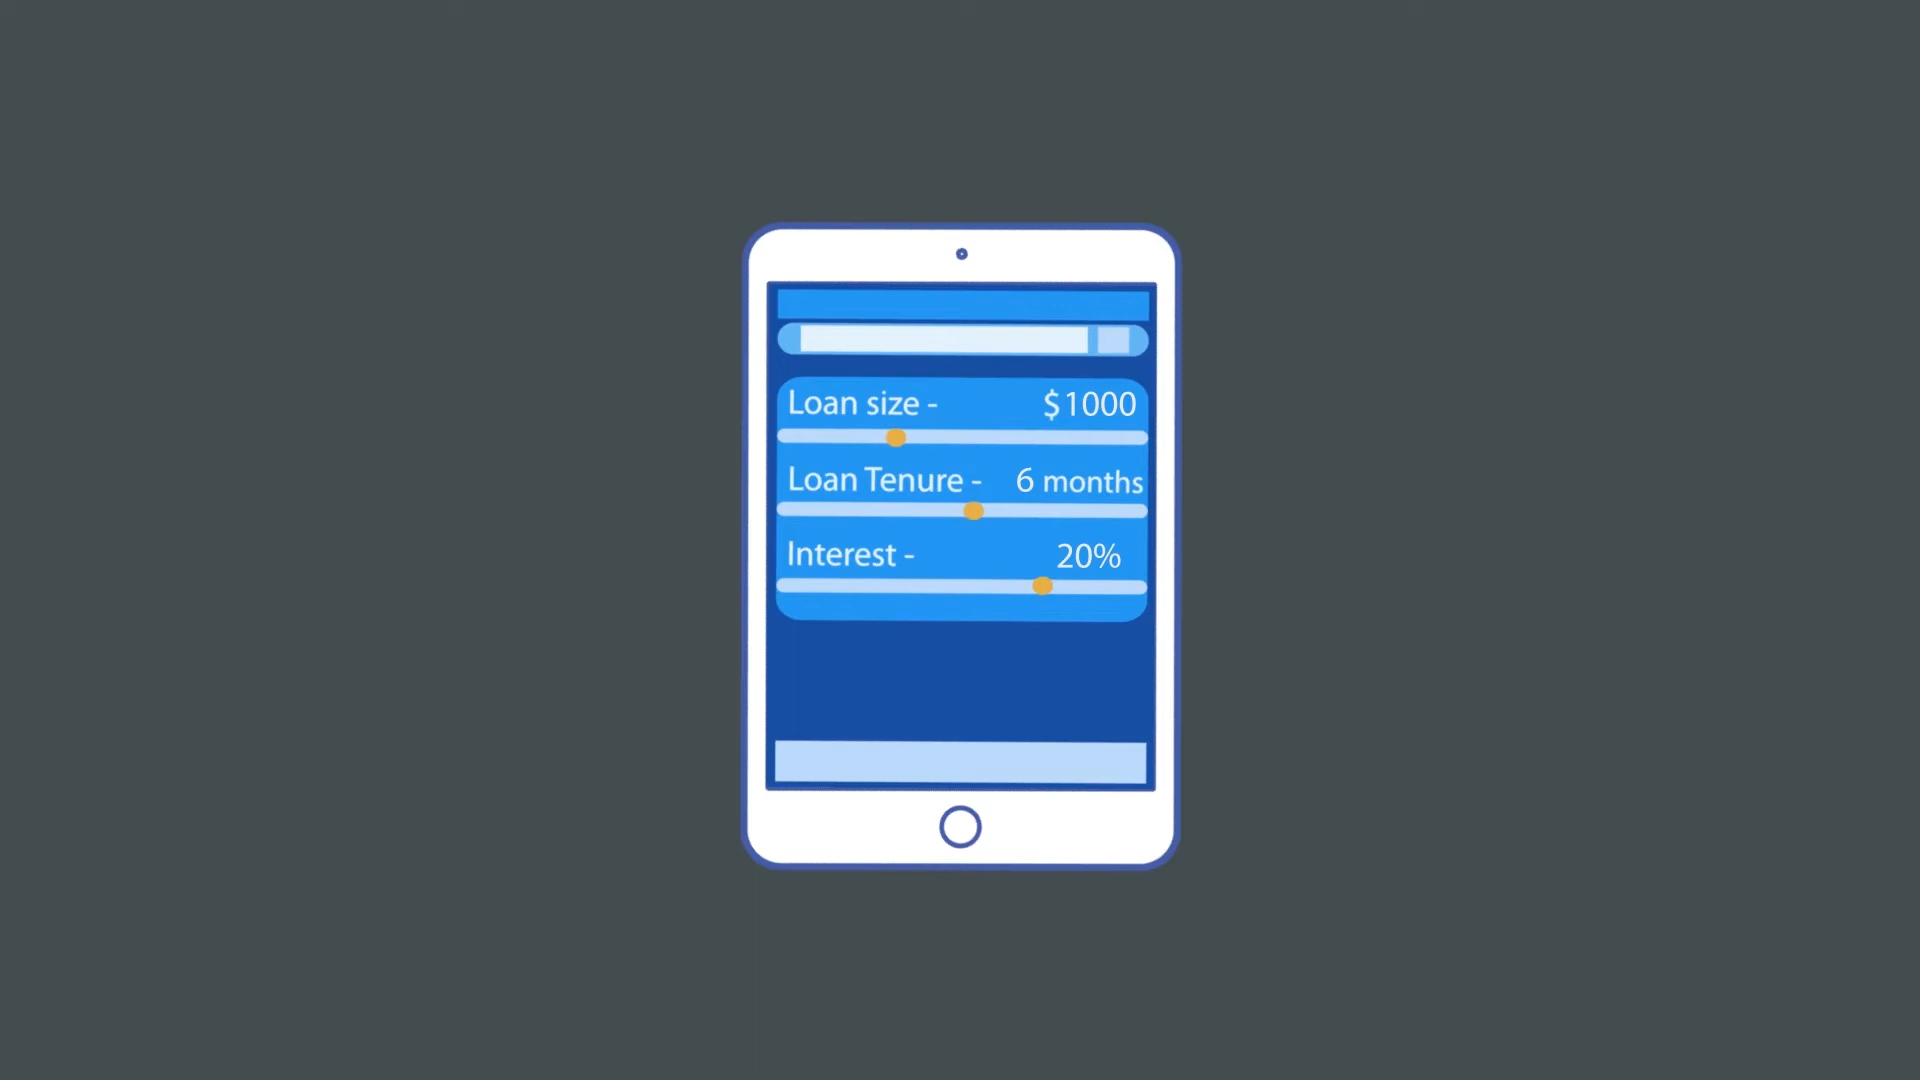 Loan size - $1000
Loan Tenure - 6 months
Interest - 20%